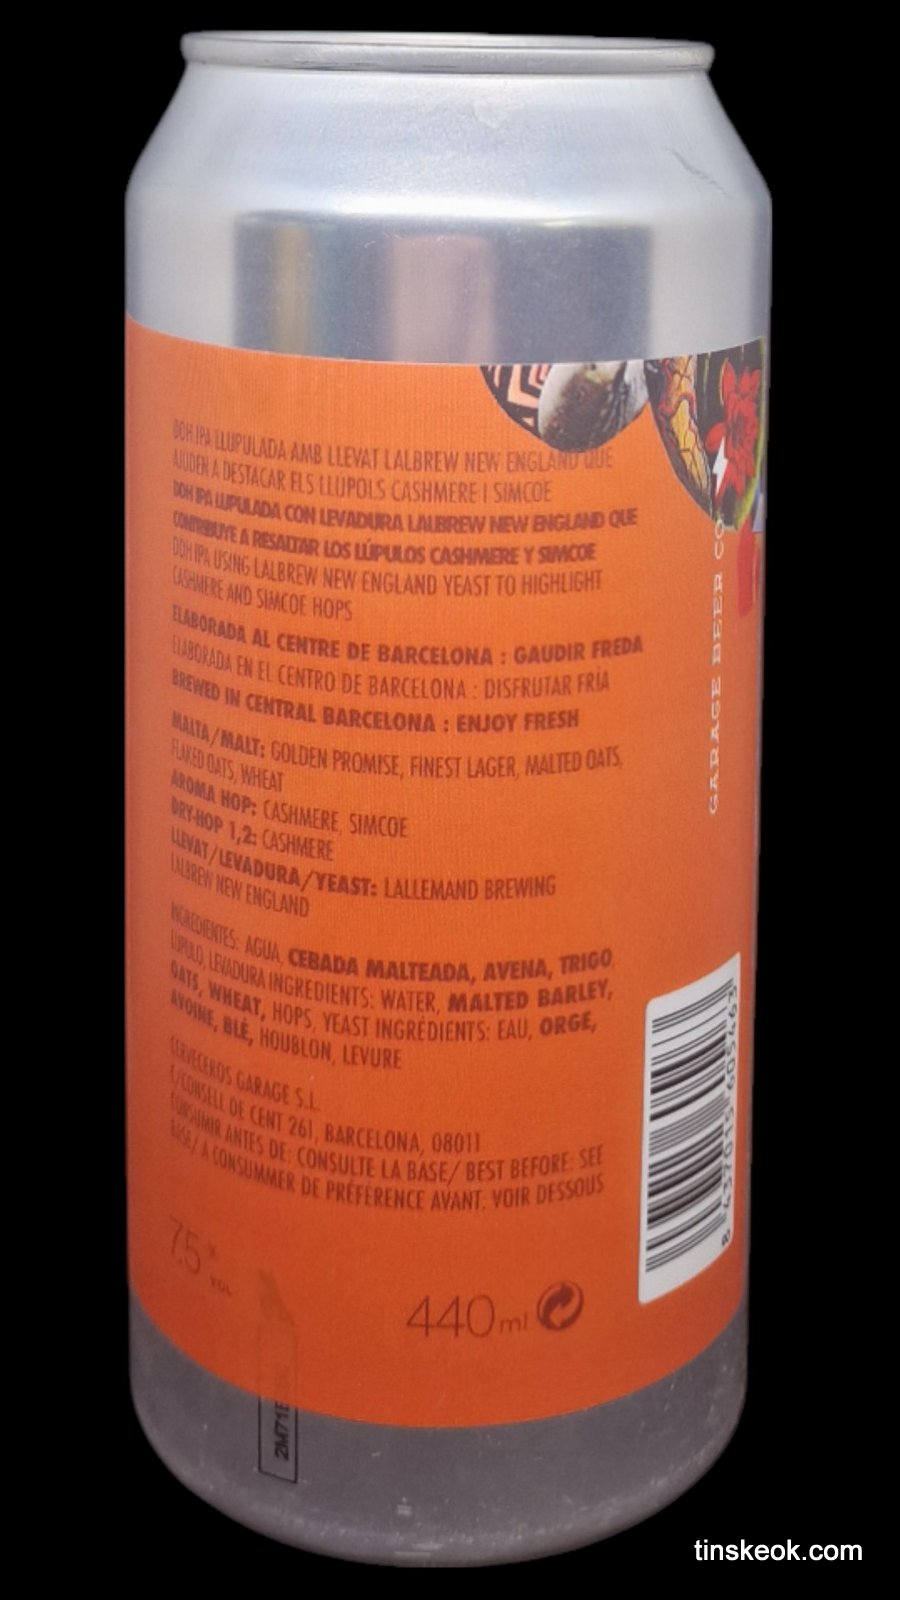 DDH IPA LLUPULADA AMB LLEVAT LALBREW NEW ENGLAND QUE
AJUDEN A DESTACAR ELS LLÚPOLS CASHMERE I SIMCOE
DDH IPA LUPULADA CON LEVADURA LALBREW NEW ENGLAND QUE
CONTRIBUYE A RESALTAR LOS LÚPULOS CASHMERE Y SIMCOE
DDH IPA USING LALBREW NEW ENGLAND YEAST TO HIGHLIGHT
CASHMERE AND SIMCOE HOPS
ELABORADA AL CENTRE DE BARCELONA : GAUDIR FREDA
ELABORADA EN EL CENTRO DE BARCELONA : DISFRUTAR FRÍA
BREWED IN CENTRAL BARCELONA : ENJOY FRESH
MALTA/MALT: GOLDEN PROMISE, FINEST LAGER, MALTED OATS,
FLAKED OATS, WHEAT
AROMA HOP: CASHMERE, SIMCOE
DRY-HOP 1,2: CASHMERE
LLEVAT/LEVADURA/YEAST: LALLEMAND BREWING
LALBREW NEW ENGLAND
INGREDIENTES: AGUA, CEBADA MALTEADA, AVENA, TRIGO
LUPULO, LEVADURA INGREDIENTS: WATER, MALTED BARLEY,
OATS, WHEAT, HOPS, YEAST INGRÉDIENTS: EAU, ORGE,
AVOINE, BLÉ, HOUBLON, LEVURE
CERVECEROS GARAGE S.L.
C/CONSELL DE CENT 261, BARCELONA, 08011
CONSUMIR ANTES DE: CONSULTE LA BASE/ BEST BEFORE: SEE
BASE/ A CONSUMMER DE PRÉFÉRENCE AVANT: VOIR DESSOUS
7.5% VOL
440ml
GARAGE BEER CO
8 437015 605463
2M71
tinskeok.com